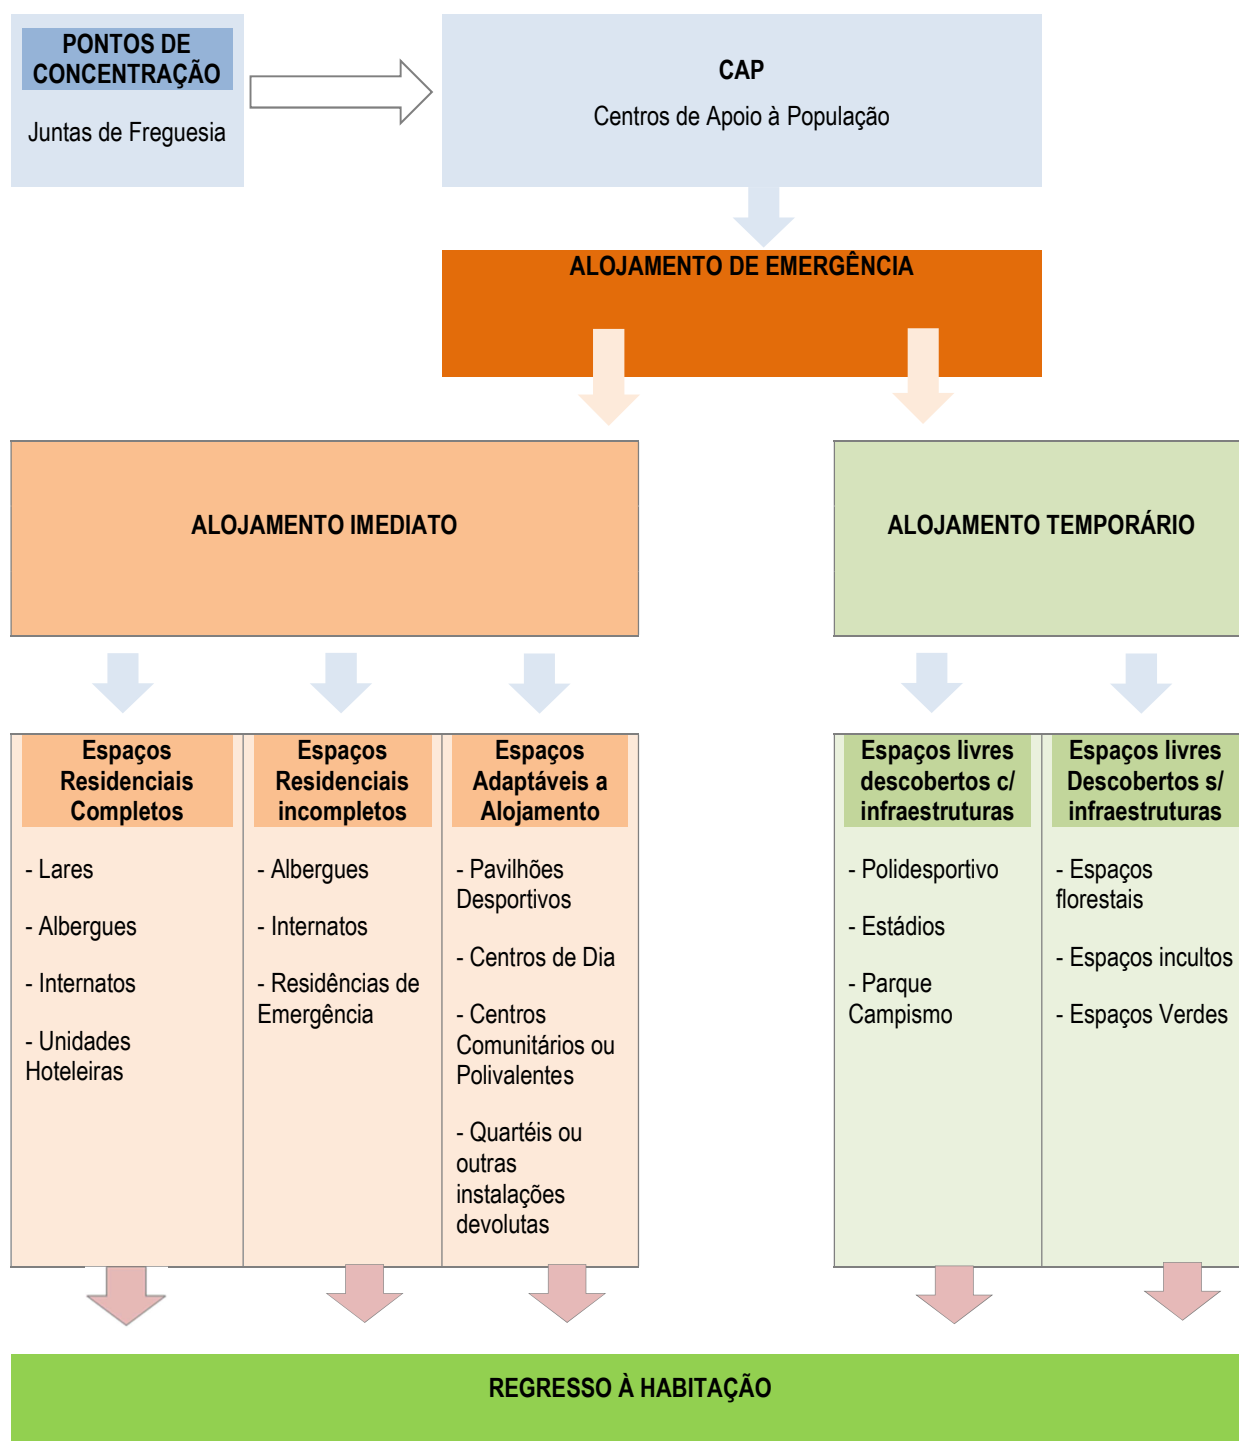 PONTOS DE
CONCENTRAÇÃO
Juntas de Freguesia
CAP
Centros de Apoio à População
ALOJAMENTO DE EMERGÊNCIA
ALOJAMENTO IMEDIATO
ALOJAMENTO TEMPORÁRIO
Espaços
Residenciais
Completos
- Lares
- Albergues
- Internatos
- Unidades
Hoteleiras
Espaços
Residenciais
incompletos
- Albergues
- Internatos
- Residências de
Emergência
Espaços
Adaptáveis a
Alojamento
- Pavilhões
Desportivos
- Centros de Dia
- Centros
Comunitários ou
Polivalentes
- Quartéis ou
outras
instalações
devolutas
Espaços livres
descobertos c/
infraestruturas
- Polidesportivo
- Estádios
- Parque
Campismo
Espaços livres
Descobertos s/
infraestruturas
- Espaços
florestais
- Espaços incultos
- Espaços Verdes
REGRESSO À HABITAÇÃO